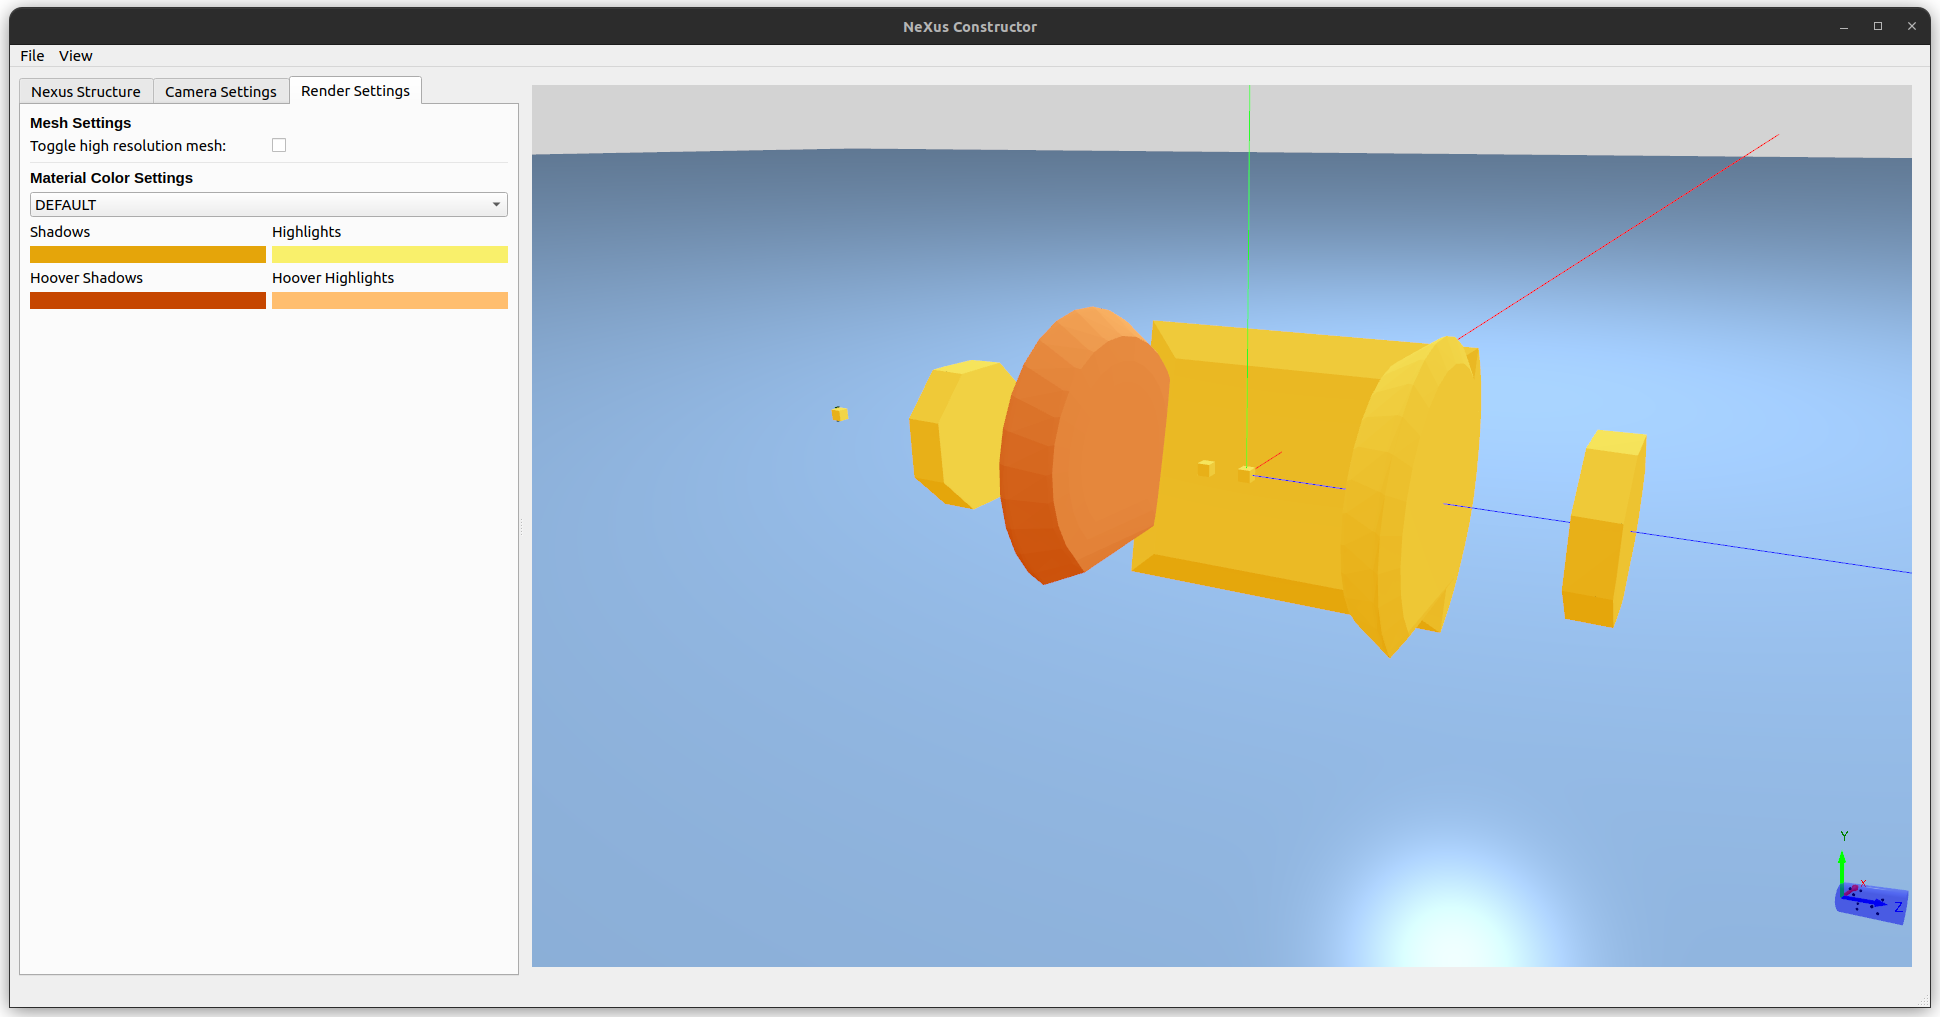 NeXus Constructor
File View
Nexus Structure Camera Settings Render Settings
Mesh Settings
Toggle high resolution mesh:
Material Color Settings
DEFAULT
Shadows Highlights
Hoover Shadows Hoover Highlights
Y
X
Z